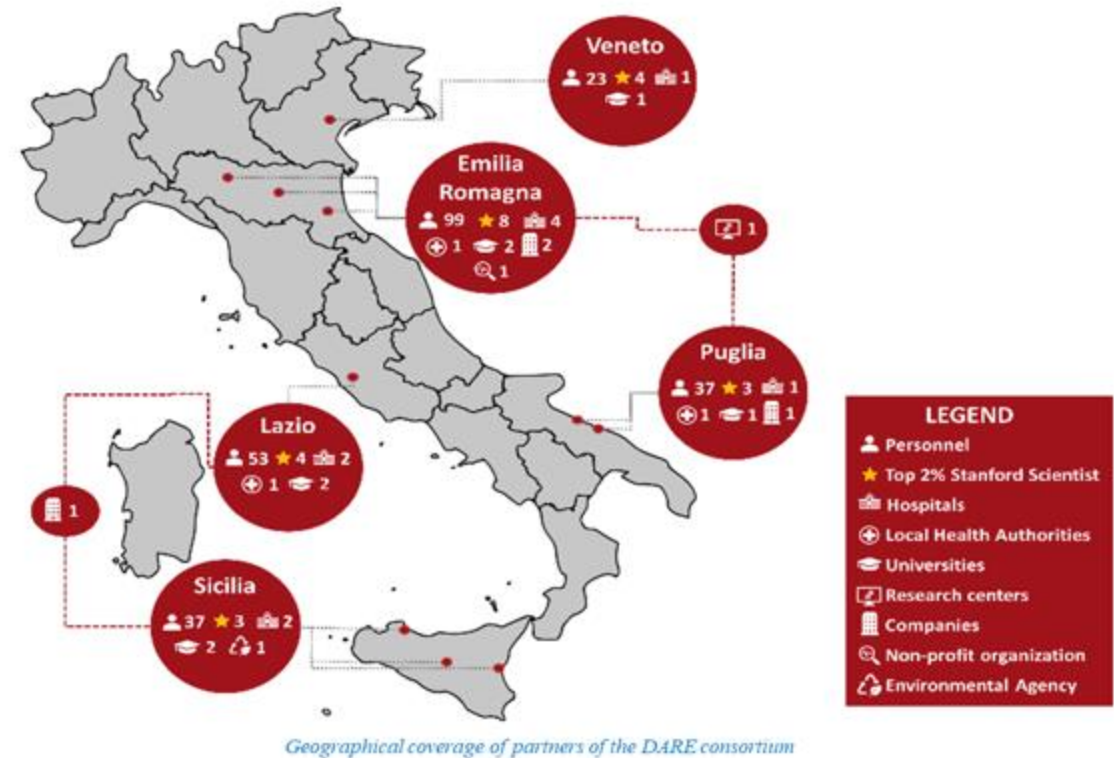 Veneto
23 4 1
1
Emilia
Romagna
99 8 4
1 2 2
1
1
Puglia
37 3 1
1 1 1
Lazio
53 4 2
1 2
1
Sicilia
37 3 2
2 1
LEGEND
Personnel
Top 2% Stanford Scientist
Hospitals
Local Health Authorities
Universities
Research centers
Companies
Non-profit organization
Environmental Agency
Geographical coverage of partners of the DARE consortium